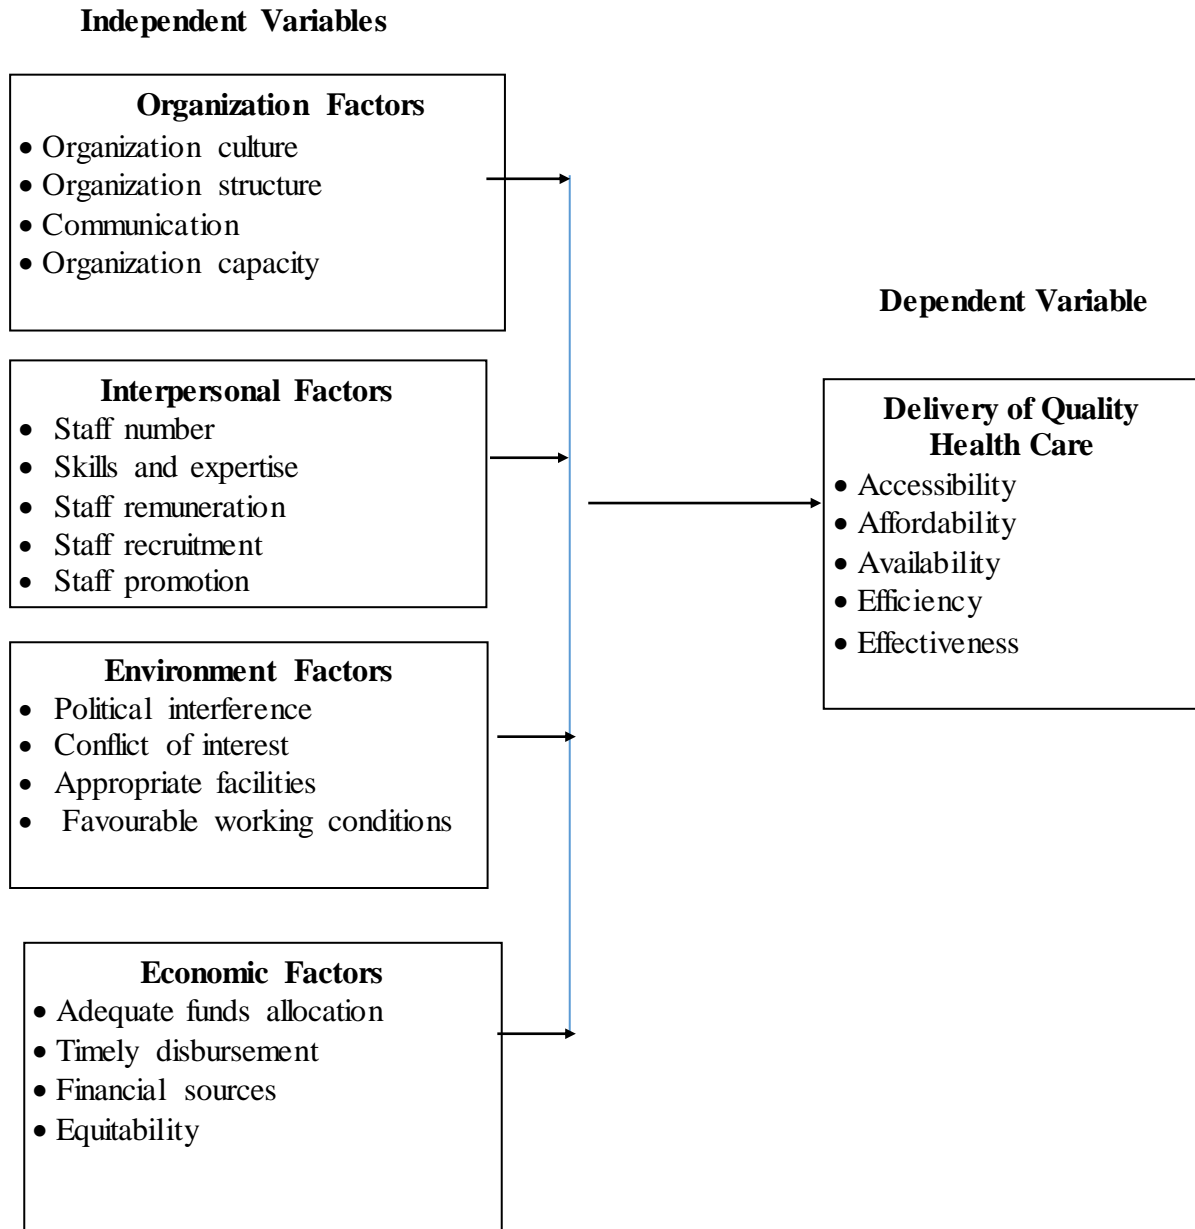 Independent Variables
Organization Factors
• Organization culture
• Organization structure
• Communication
• Organization capacity
Interpersonal Factors
• Staff number
• Skills and expertise
• Staff remuneration
• Staff recruitment
• Staff promotion
Environment Factors
• Political interference
• Conflict of interest
• Appropriate facilities
• Favourable working conditions
Economic Factors
• Adequate funds allocation
• Timely disbursement
• Financial sources
• Equitability
Dependent Variable
Delivery of Quality
Health Care
• Accessibility
• Affordability
• Availability
• Efficiency
• Effectiveness